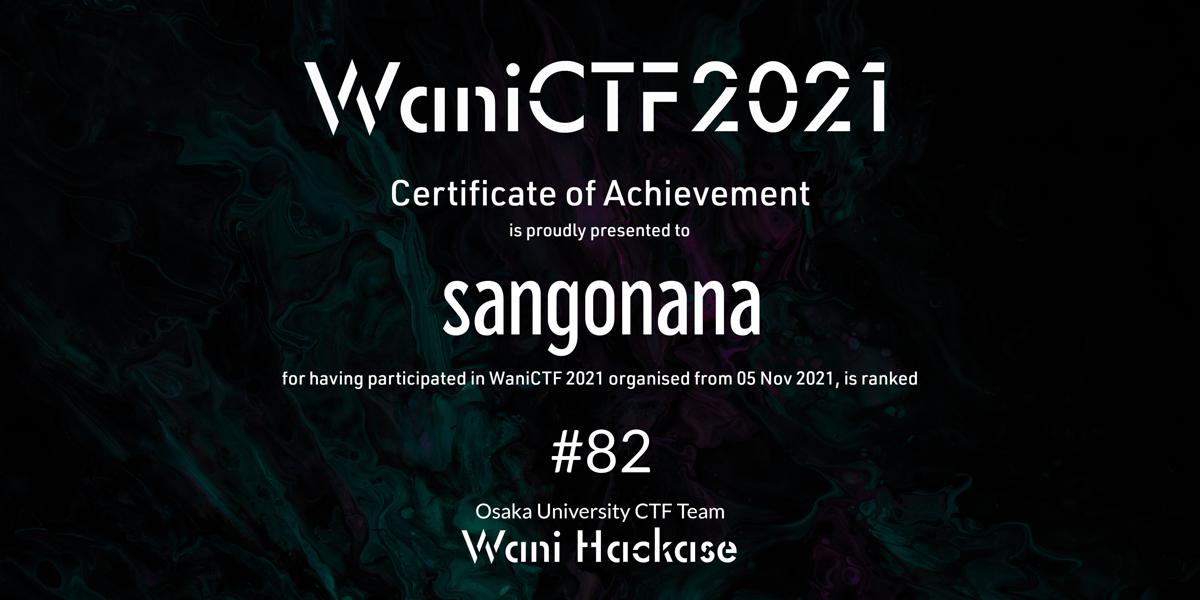 WaniCTF2021
Certificate of Achievement
is proudly presented to
sangonana
for having participated in WaniCTF 2021 organised from 05 Nov 2021, is ranked
#82
Osaka University CTF Team
Wani Hackase